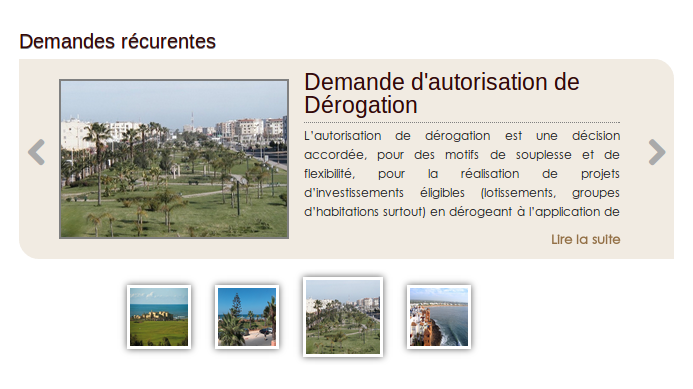 Demandes récurentes
Demande d'autorisation de
Dérogation
L’autorisation de dérogation est une décision
accordée, pour des motifs de souplesse et de
flexibilité, pour la réalisation de projets
d’investissements éligibles (lotissements, groupes
d’habitations surtout) en dérogeant à l’application de
Lire la suite